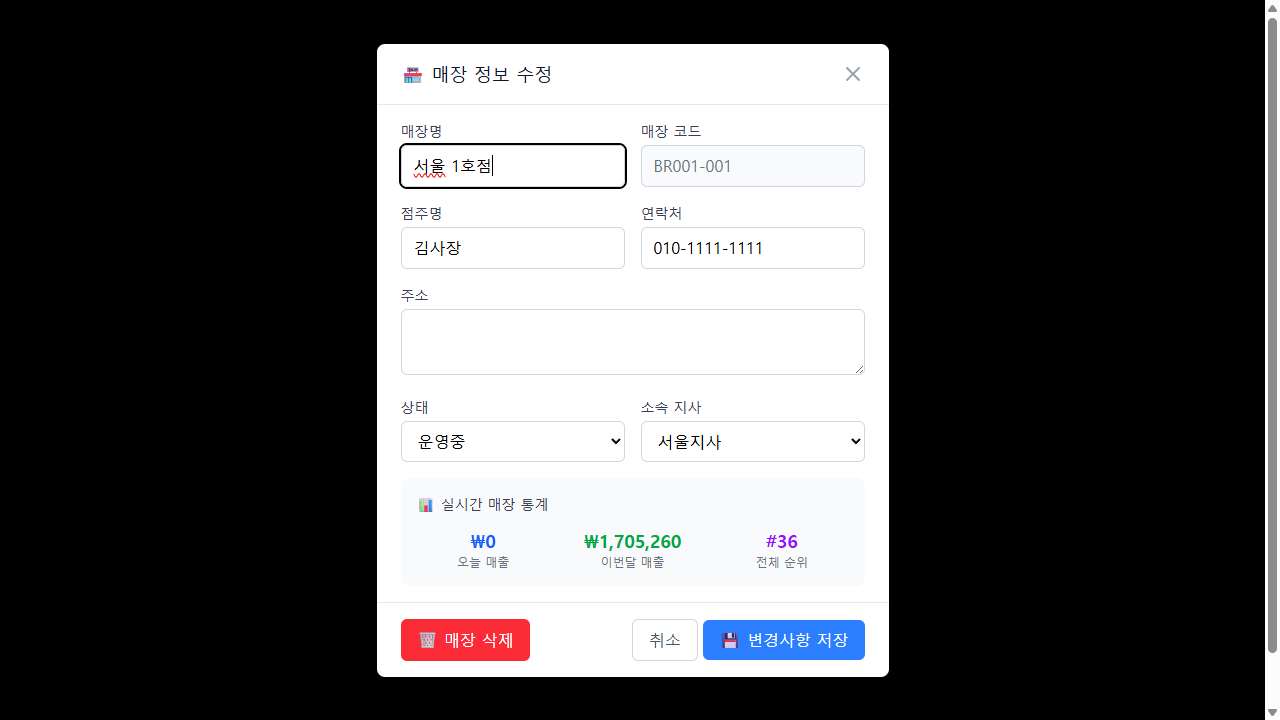 매장 정보 수정
매장명
매장 코드
서울 1호점
BR001-001
점주명
연락처
김사장
010-1111-1111
주소
상태
소속 지사
운영중
서울지사
실시간 매장 통계
₩0
₩1,705,260
#36
오늘 매출
이번달 매출
전체 순위
매장 삭제
취소
변경사항 저장